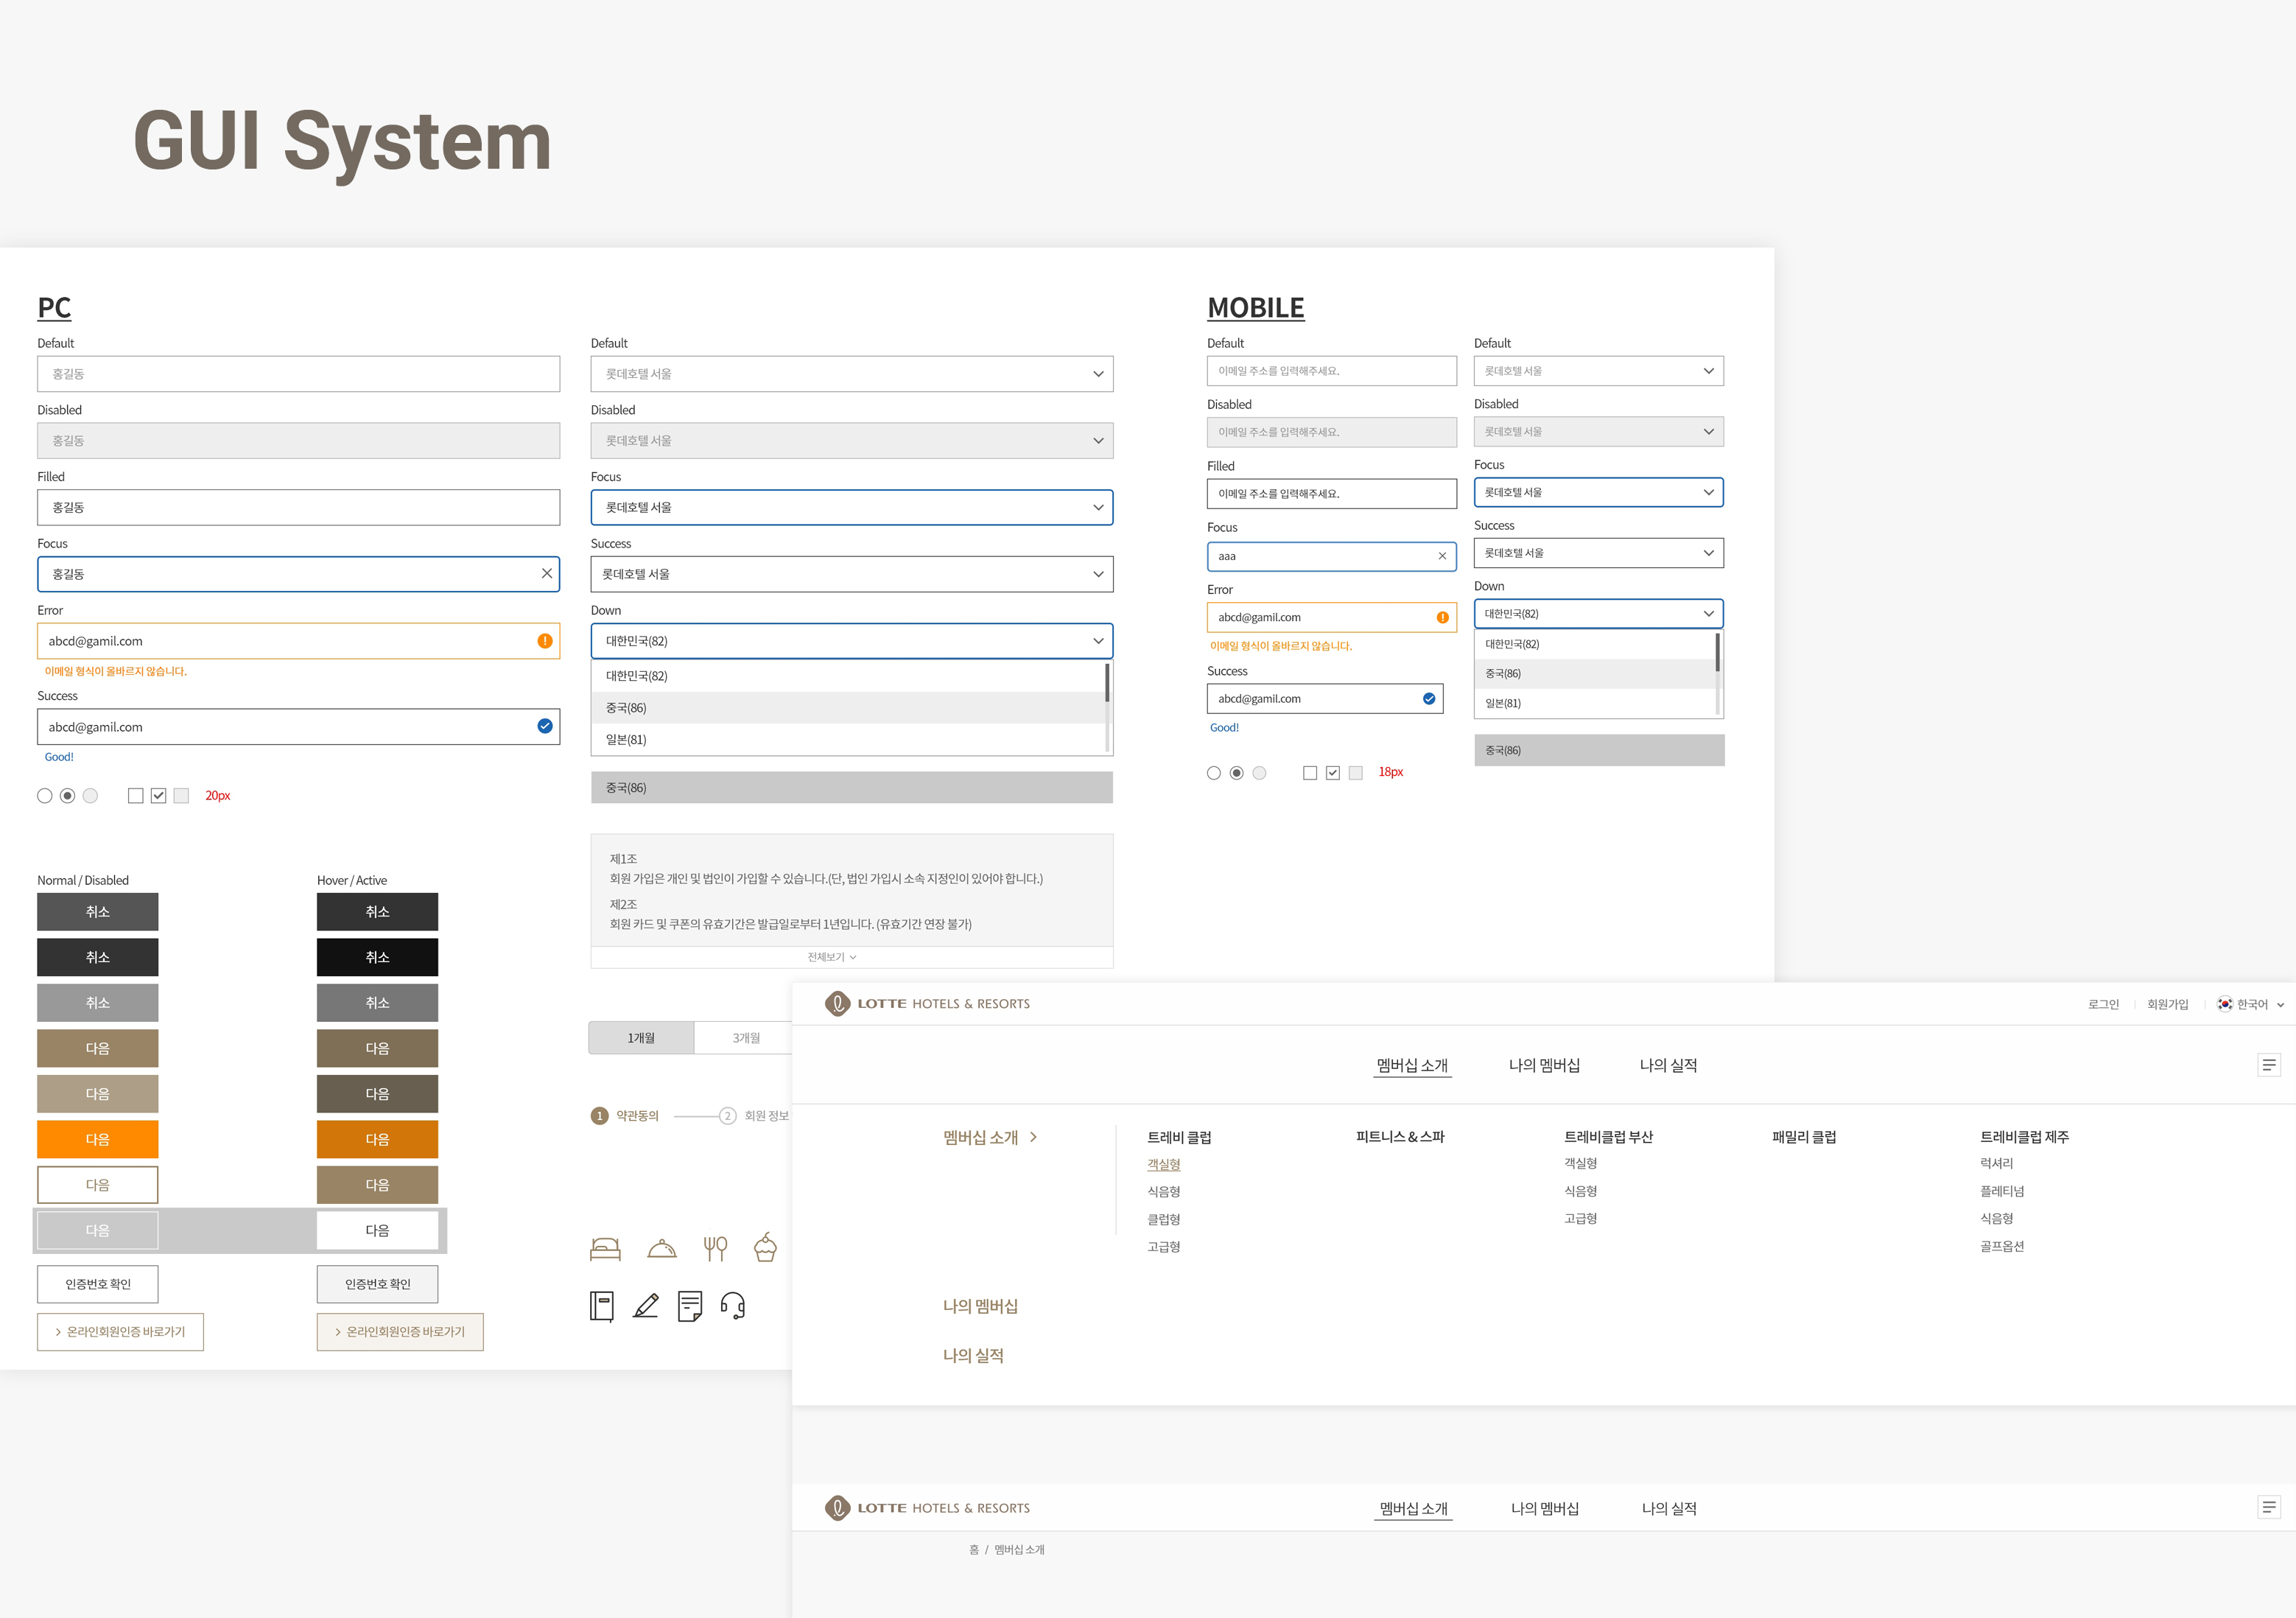 GUI System
PC
Default
홍길동
Disabled
홍길동
Filled
홍길동
Focus
홍길동
Error
abcd@gamil.com
이메일 형식이 올바르지 않습니다.
Success
abcd@gamil.com
Good!
20px
Default
롯데호텔 서울
Disabled
롯데호텔 서울
Focus
롯데호텔 서울
Success
롯데호텔 서울
Down
대한민국(82)
대한민국(82)
중국(86)
일본(81)
중국(86)
MOBILE
Default
이메일 주소를 입력해주세요.
Disabled
이메일 주소를 입력해주세요.
Filled
이메일 주소를 입력해주세요.
Focus
aaa
Error
abcd@gamil.com
이메일 형식이 올바르지 않습니다.
Success
abcd@gamil.com
Good!
18px
Default
롯데호텔 서울
Disabled
롯데호텔 서울
Focus
롯데호텔 서울
Success
롯데호텔 서울
Down
대한민국(82)
대한민국(82)
중국(86)
일본(81)
중국(86)
Normal / Disabled
취소
취소
취소
다음
다음
다음
다음
다음
인증번호 확인
> 온라인회원인증 바로가기
Hover / Active
취소
취소
취소
다음
다음
다음
다음
다음
인증번호 확인
> 온라인회원인증 바로가기
제1조
회원 가입은 개인 및 법인이 가입할 수 있습니다.(단, 법인 가입시 소속 지정인이 있어야 합니다.)
제2조
회원 카드 및 쿠폰의 유효기간은 발급일로부터 1년입니다. (유효기간 연장 불가)
전체보기
1개월 3개월
1 약관동의 2 회원 정보
LOTTE HOTELS & RESORTS
로그인 회원가입 한국어
멤버십 소개 나의 멤버십 나의 실적
멤버십 소개 >
트레비 클럽
객실형
식음형
클럽형
고급형
피트니스 & 스파
트레비클럽 부산
객실형
식음형
고급형
패밀리 클럽
트레비클럽 제주
럭셔리
플레티넘
식음형
골프옵션
나의 멤버십
나의 실적
LOTTE HOTELS & RESORTS
멤버십 소개 나의 멤버십 나의 실적
홈 / 멤버십 소개